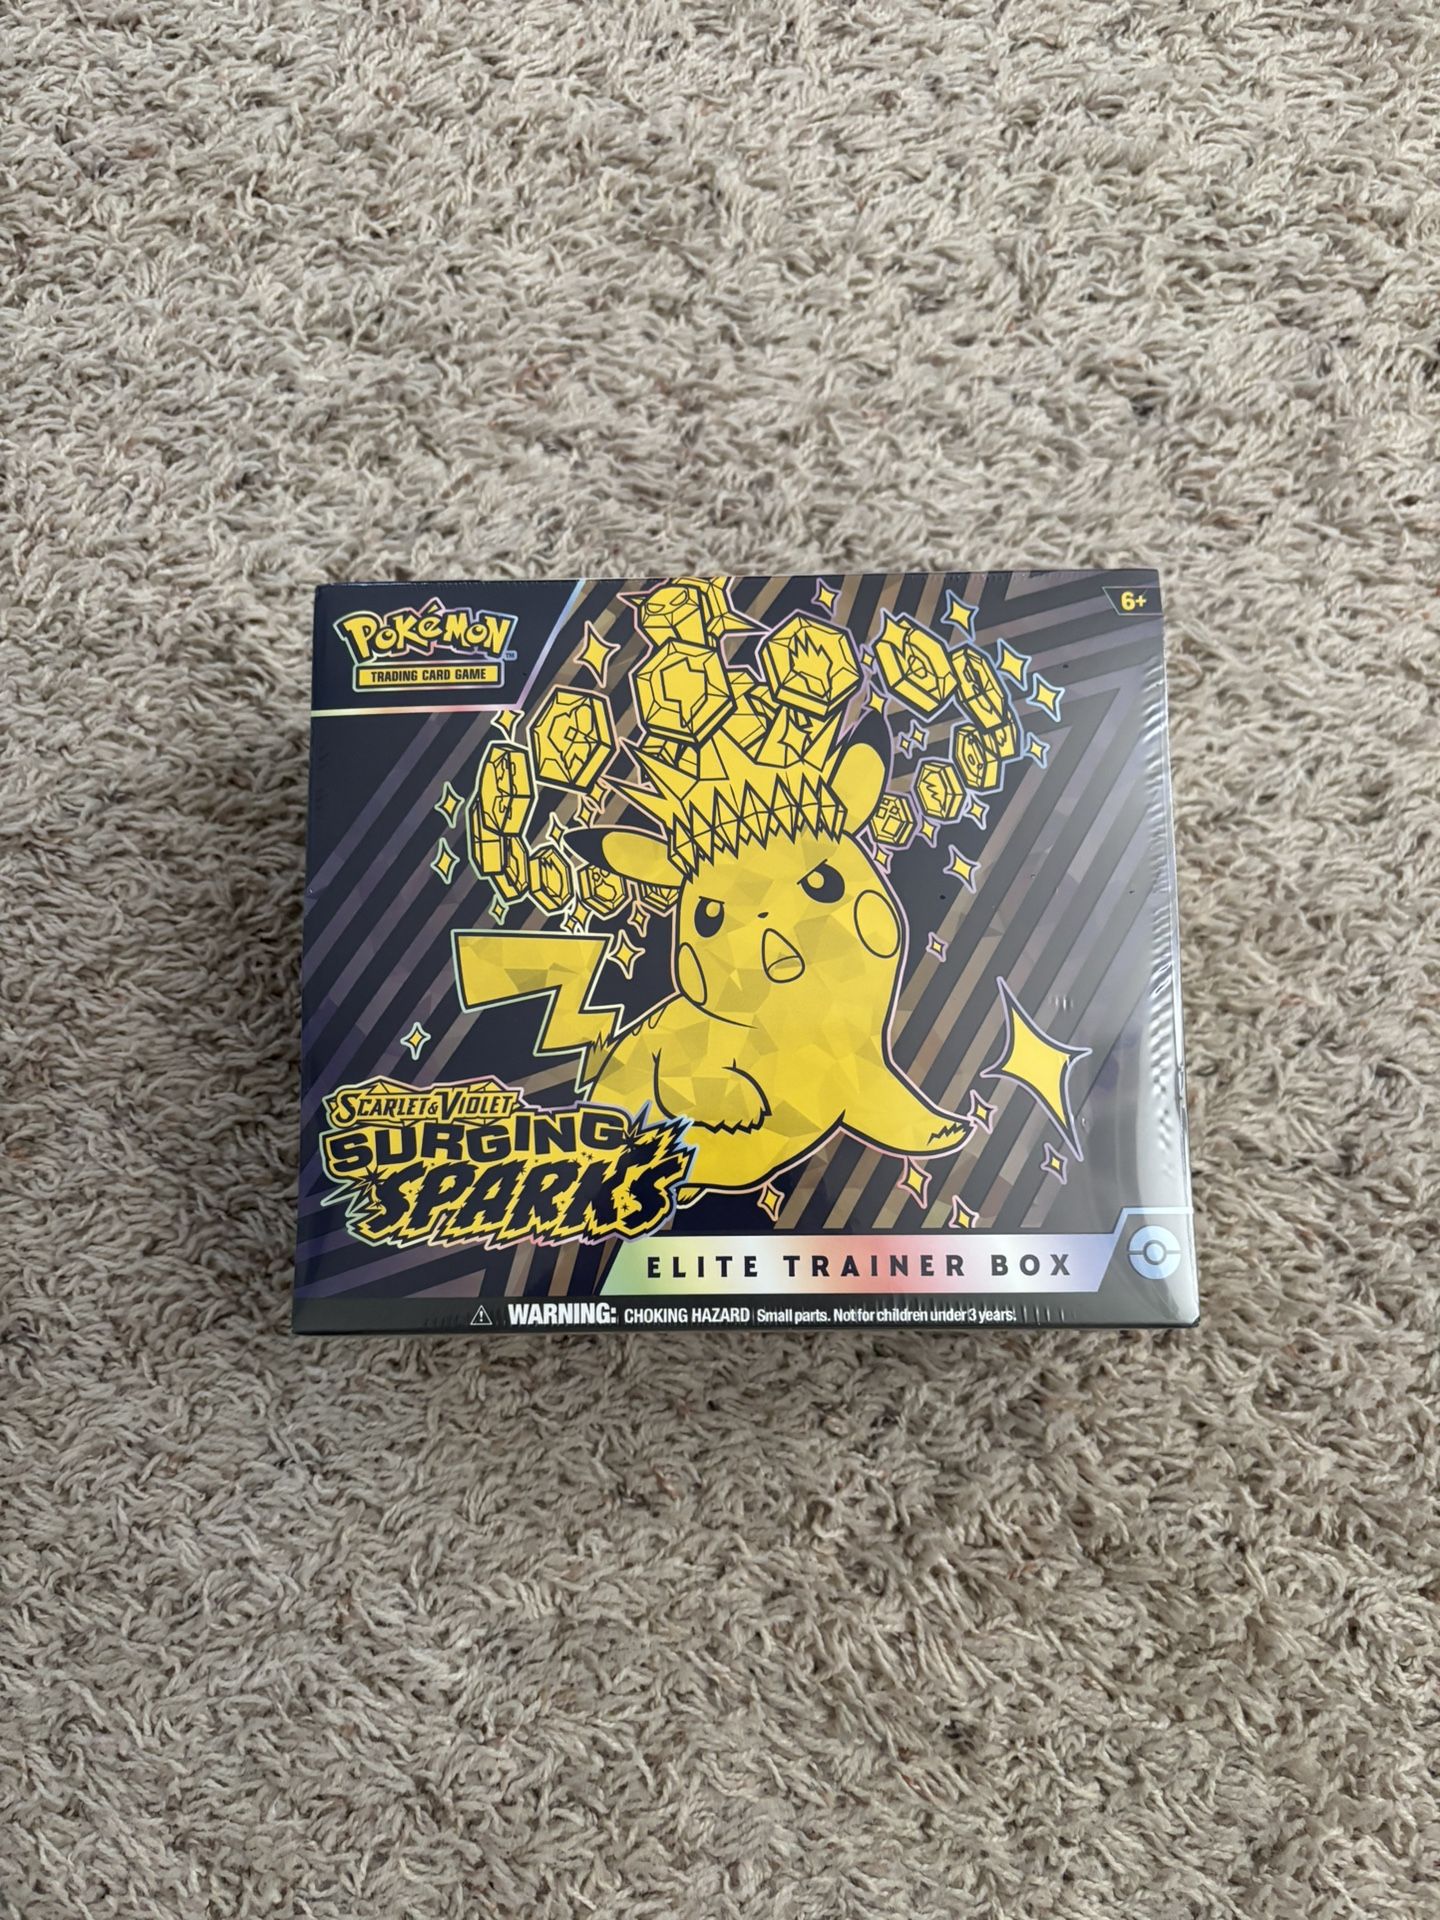 POKéMON™
TRADING CARD GAME
6+
SCARLET & VIOLET
SURGING
SPARKS
ELITE TRAINER BOX
WARNING: CHOKING HAZARD Small parts. Not for children under 3 years.